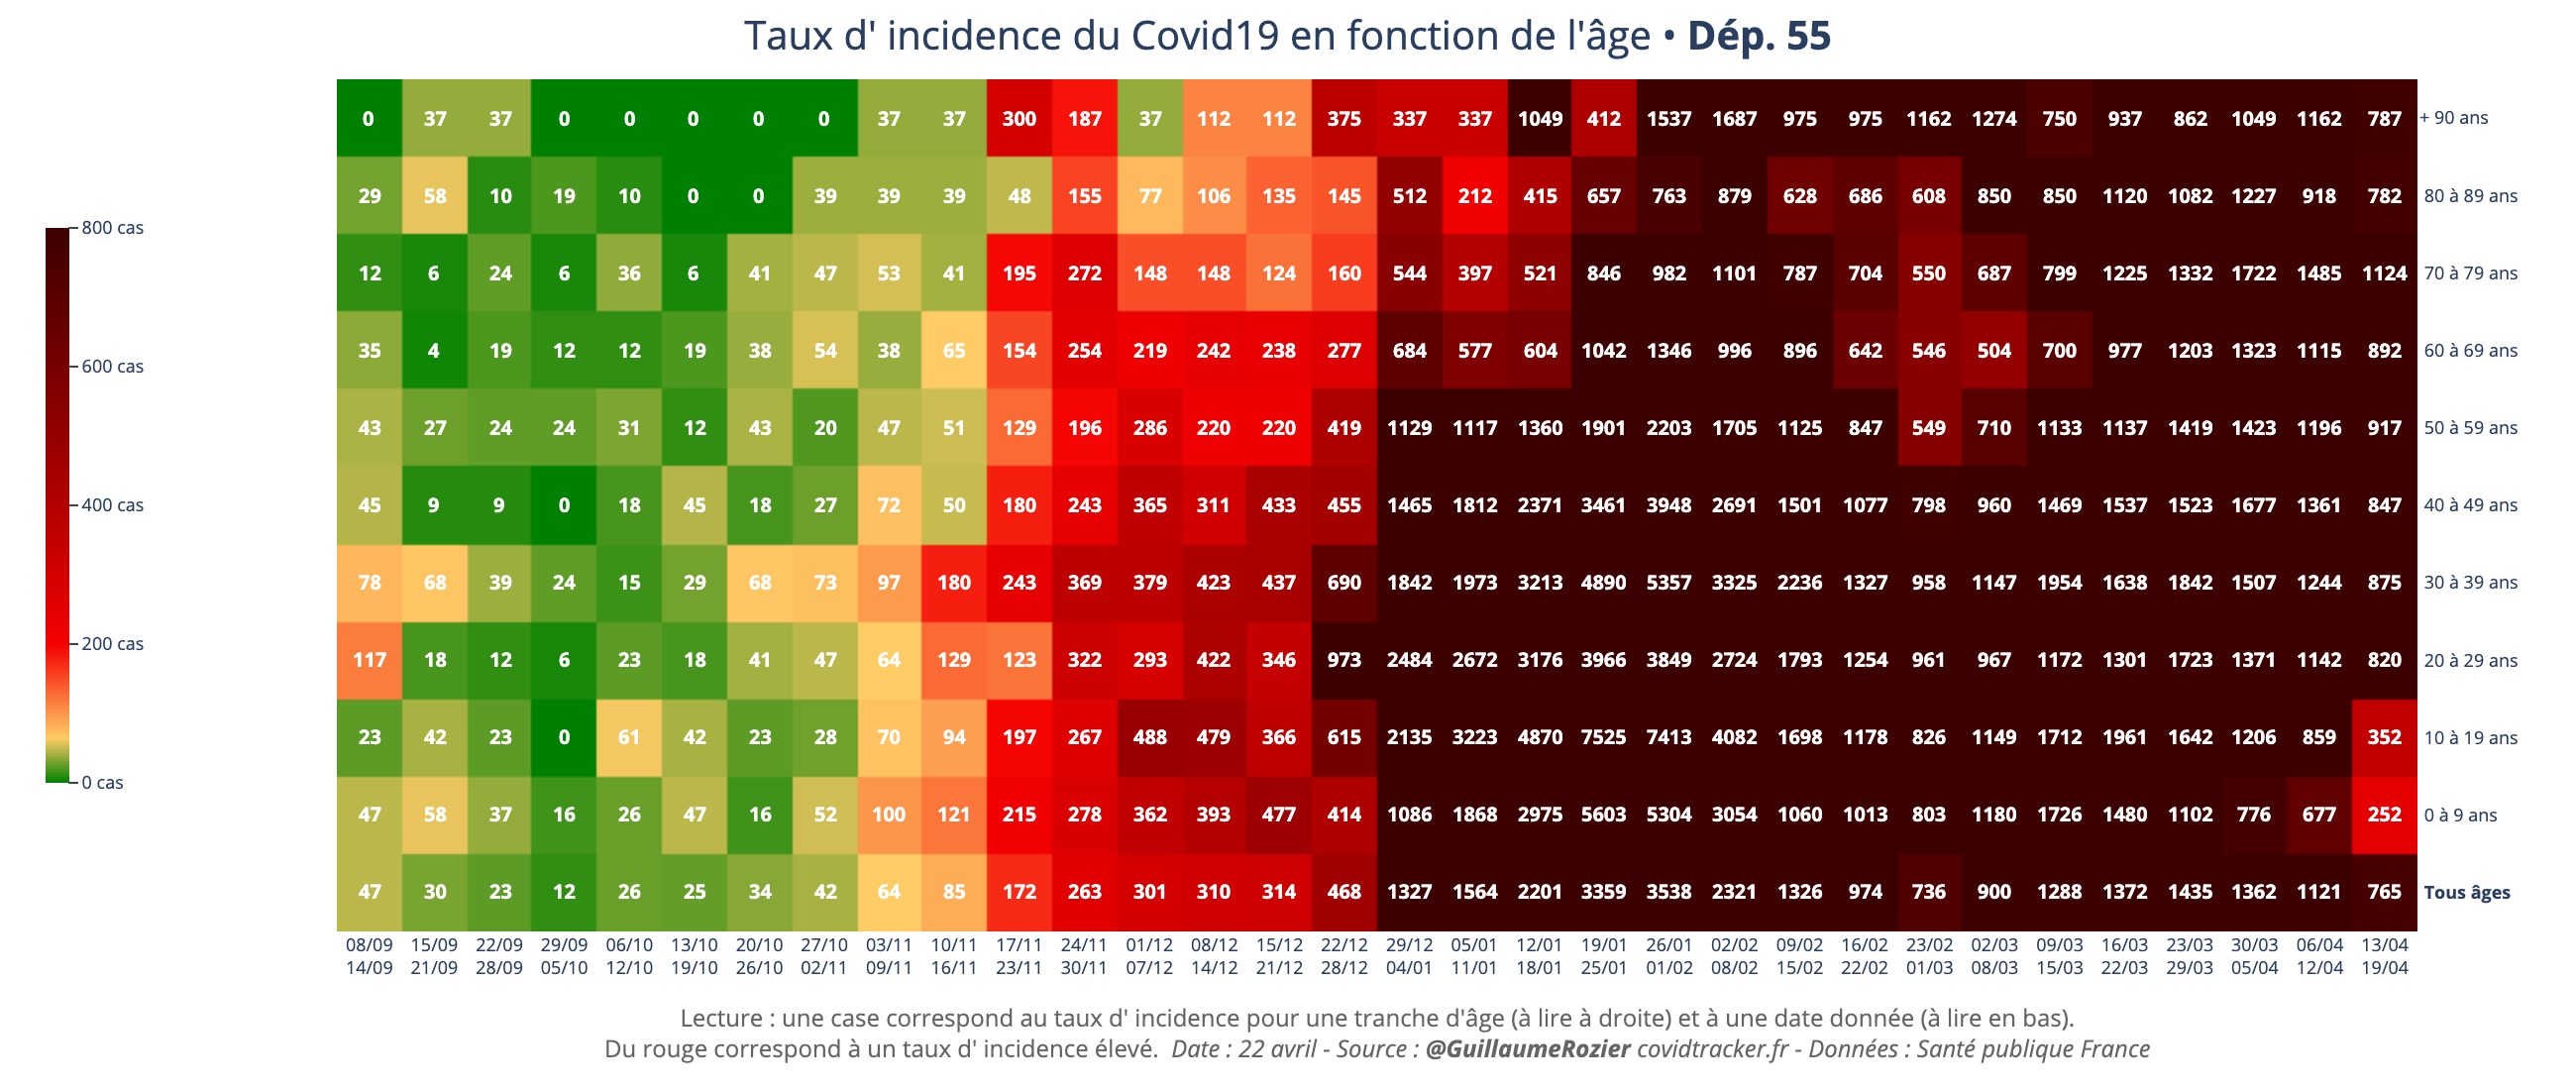 Taux d' incidence du Covid19 en fonction de l'âge • Dép. 55
800 cas
600 cas
400 cas
200 cas
0 cas
0 37 37 0 0 0 0 0 37 37 300 187 37 112 112 375 337 337 1049 412 1537 1687 975 975 1162 1274 750 937 862 1049 1162 787 + 90 ans
29 58 10 19 10 0 0 39 39 39 48 155 77 106 135 145 512 212 415 657 763 879 628 686 608 850 850 1120 1082 1227 918 782 80 à 89 ans
12 6 24 6 36 6 41 47 53 41 195 272 148 148 124 160 544 397 521 846 982 1101 787 704 550 687 799 1225 1332 1722 1485 1124 70 à 79 ans
35 4 19 12 12 19 38 54 38 65 154 254 219 242 238 277 684 577 604 1042 1346 996 896 642 546 504 700 977 1203 1323 1115 892 60 à 69 ans
43 27 24 24 31 12 43 20 47 51 129 196 286 220 220 419 1129 1117 1360 1901 2203 1705 1125 847 549 710 1133 1137 1419 1423 1196 917 50 à 59 ans
45 9 9 0 18 45 18 27 72 50 180 243 365 311 433 455 1465 1812 2371 3461 3948 2691 1501 1077 798 960 1469 1537 1523 1677 1361 847 40 à 49 ans
78 68 39 24 15 29 68 73 97 180 243 369 379 423 437 690 1842 1973 3213 4890 5357 3325 2236 1327 958 1147 1954 1638 1842 1507 1244 875 30 à 39 ans
117 18 12 6 23 18 41 47 64 129 123 322 293 422 346 973 2484 2672 3176 3966 3849 2724 1793 1254 961 967 1172 1301 1723 1371 1142 820 20 à 29 ans
23 42 23 0 61 42 23 28 70 94 197 267 488 479 366 615 2135 3223 4870 7525 7413 4082 1698 1178 826 1149 1712 1961 1642 1206 859 352 10 à 19 ans
47 58 37 16 26 47 16 52 100 121 215 278 362 393 477 414 1086 1868 2975 5603 5304 3054 1060 1013 803 1180 1726 1480 1102 776 677 252 0 à 9 ans
47 30 23 12 26 25 34 42 64 85 172 263 301 310 314 468 1327 1564 2201 3359 3538 2321 1326 974 736 900 1288 1372 1435 1362 1121 765 Tous âges
08/09 15/09 22/09 29/09 06/10 13/10 20/10 27/10 03/11 10/11 17/11 24/11 01/12 08/12 15/12 22/12 29/12 05/01 12/01 19/01 26/01 02/02 09/02 16/02 23/02 02/03 09/03 16/03 23/03 30/03 06/04 13/04
14/09 21/09 28/09 05/10 12/10 19/10 26/10 02/11 09/11 16/11 23/11 30/11 07/12 14/12 21/12 28/12 04/01 11/01 18/01 25/01 01/02 08/02 15/02 22/02 01/03 08/03 15/03 22/03 29/03 05/04 12/04 19/04
Lecture : une case correspond au taux d' incidence pour une tranche d'âge (à lire à droite) et à une date donnée (à lire en bas).
Du rouge correspond à un taux d' incidence élevé. Date : 22 avril - Source : @GuillaumeRozier covidtracker.fr - Données : Santé publique France